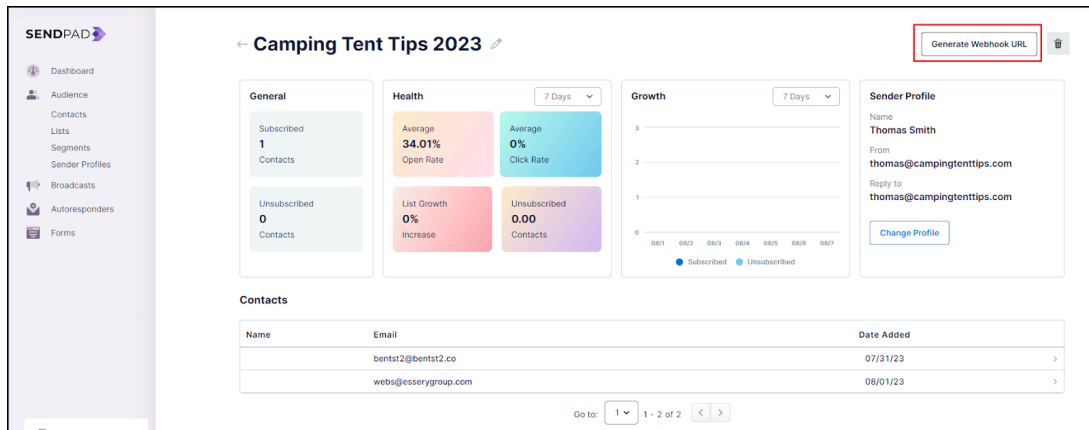 SENDPAD
Dashboard
Audience
Contacts
Lists
Segments
Sender Profiles
Broadcasts
Autoresponders
Forms
← Camping Tent Tips 2023
Generate Webhook URL
General
Subscribed
1
Contacts
Unsubscribed
0
Contacts
Health
7 Days
Average
34.01%
Open Rate
Average
0%
Click Rate
List Growth
0%
Increase
Unsubscribed
0.00
Contacts
Growth
7 Days
3
2
1
0
08/1 08/2 08/3 08/4 08/5 08/6 08/7
Subscribed Unsubscribed
Sender Profile
Name
Thomas Smith
From
thomas@campingtenttips.com
Reply to
thomas@campingtenttips.com
Change Profile
Contacts
Name Email Date Added
bentst2@bentst2.co 07/31/23 >
webs@esserygroup.com 08/01/23 >
Go to: 1 1 - 2 of 2 < >